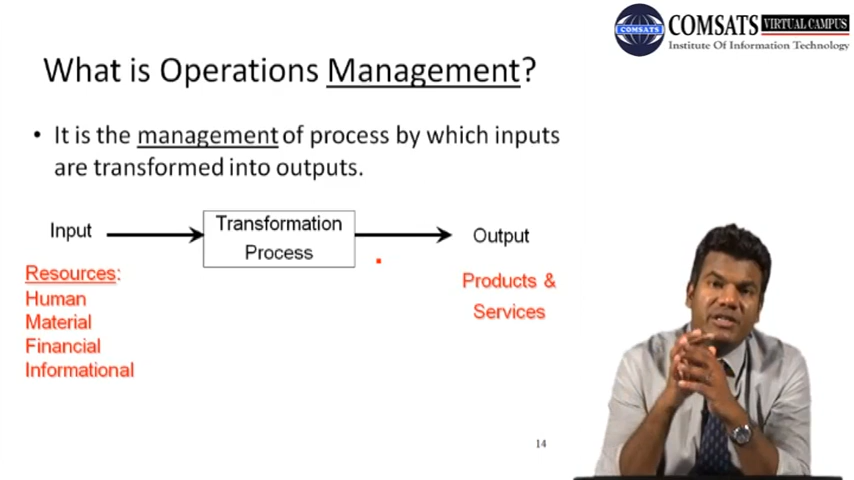 COMSATS VIRTUAL CAMPUS
COMSATS
Institute Of Information Technology
What is Operations Management?
• It is the management of process by which inputs
are transformed into outputs.
Input
Transformation
Process
Output
Resources:
Human
Material
Financial
Informational
Products &
Services
14